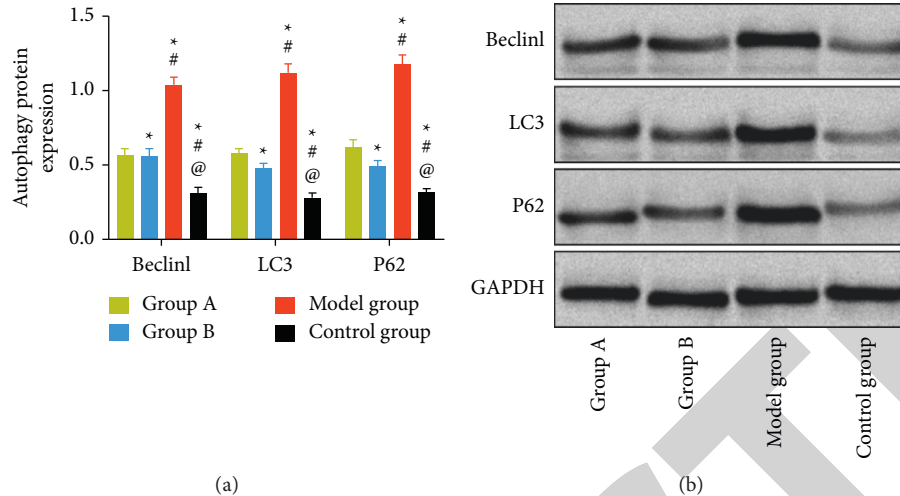 1.5
1.0
0.5
0.0
Autophagy protein
expression
*
*
#
*
#
@
*
*
#
*
#
@
*
*
#
*
#
@
Beclinl
LC3
P62
Group A
Model group
Group B
Control group
(a)
Beclinl
LC3
P62
GAPDH
Group A
Group B
Model group
Control group
(b)